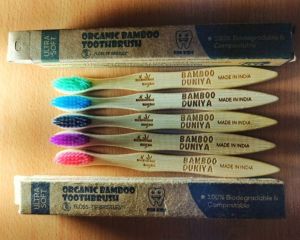 ULTRA SOFT
ORGANIC BAMBOO
TOOTHBRUSH
100% Biodegradable &
Compostable
BAMBOO
DUNIYA
MADE IN INDIA
BAMBOO
DUNIYA
MADE IN INDIA
BAMBOO
DUNIYA
MADE IN INDIA
BAMBOO
DUNIYA
MADE IN INDIA
BAMBOO
DUNIYA
MADE IN INDIA
ULTRA SOFT
ORGANIC BAMBOO
TOOTHBRUSH
100% Biodegradable &
Compostable